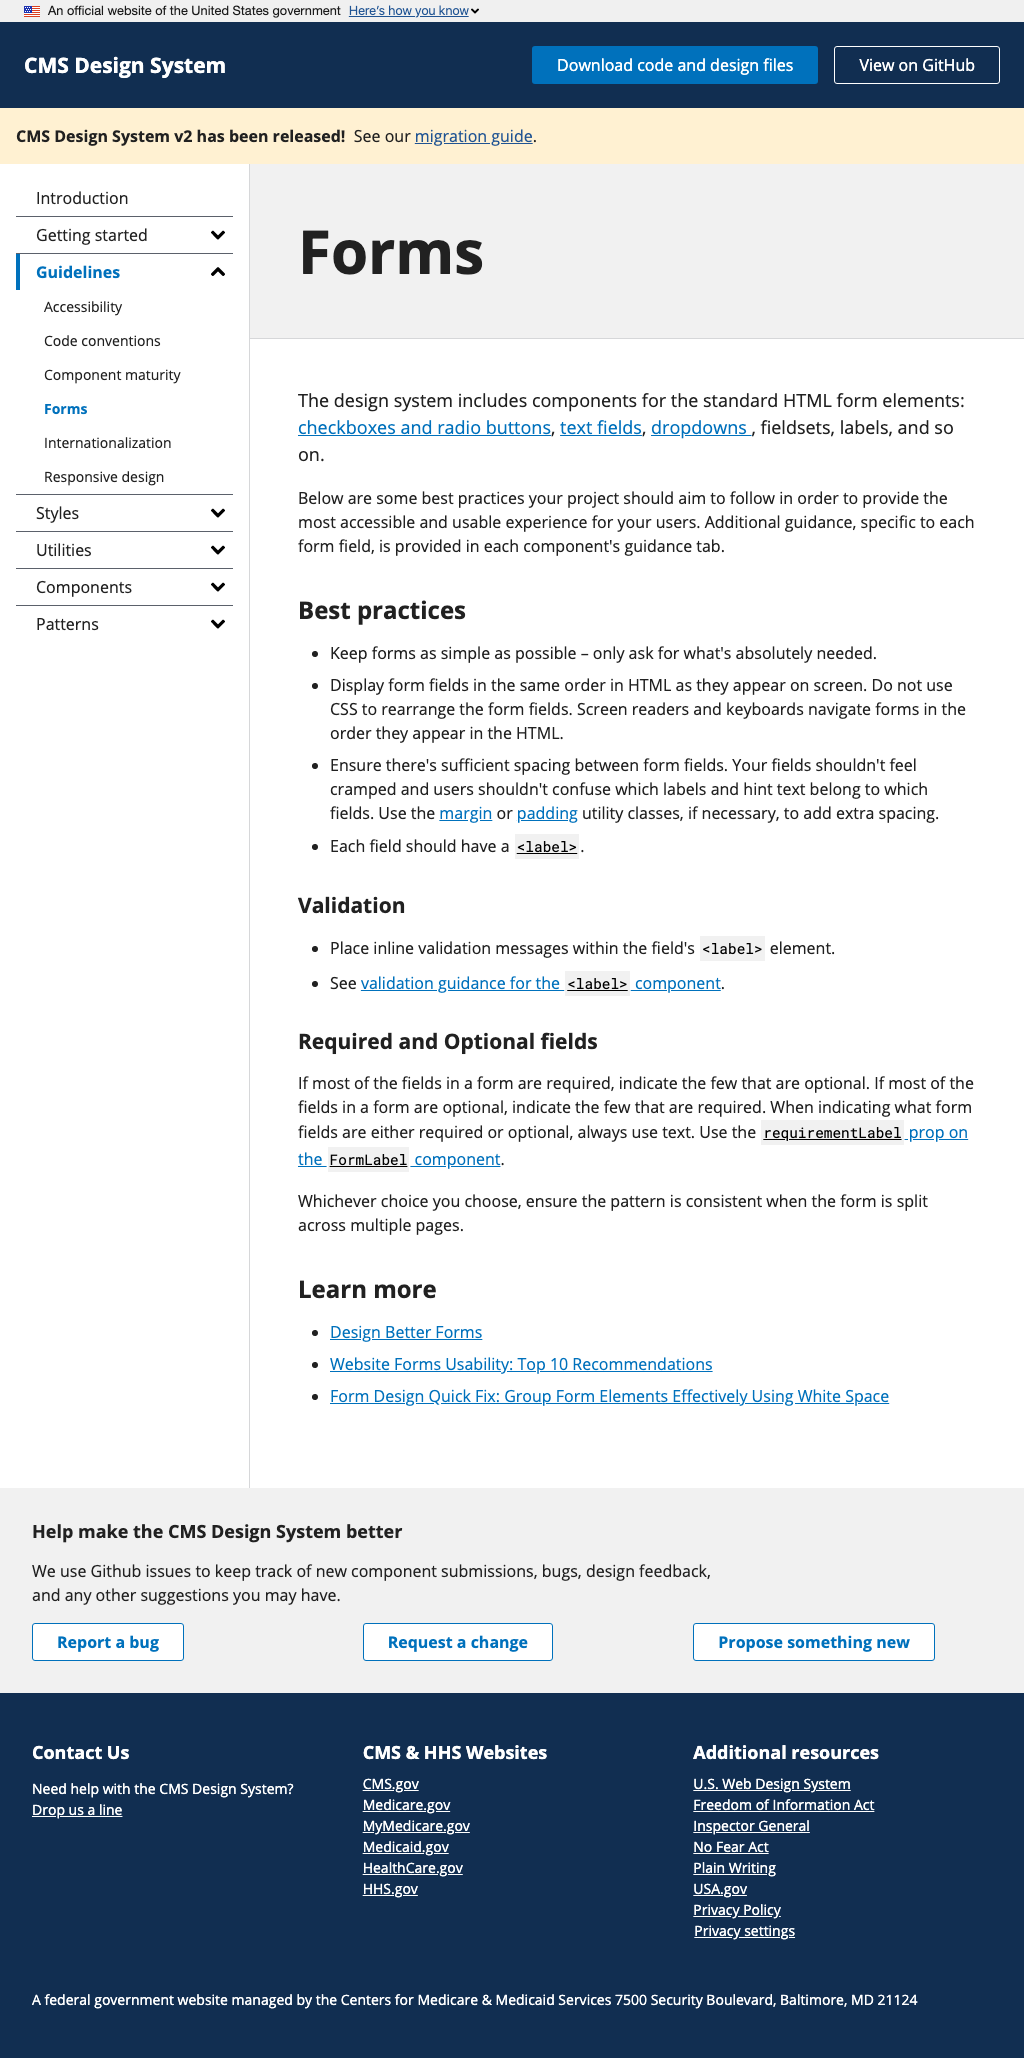 An official website of the United States government Here's how you know
CMS Design System
Download code and design files
View on GitHub
CMS Design System v2 has been released! See our migration guide.
Introduction
Getting started
Guidelines
Accessibility
Code conventions
Component maturity
Forms
Internationalization
Responsive design
Styles
Utilities
Components
Patterns
Forms
The design system includes components for the standard HTML form elements:
checkboxes and radio buttons, text fields, dropdowns , fieldsets, labels, and so
on.
Below are some best practices your project should aim to follow in order to provide the
most accessible and usable experience for your users. Additional guidance, specific to each
form field, is provided in each component's guidance tab.
Best practices
Keep forms as simple as possible – only ask for what's absolutely needed.
Display form fields in the same order in HTML as they appear on screen. Do not use
CSS to rearrange the form fields. Screen readers and keyboards navigate forms in the
order they appear in the HTML.
Ensure there's sufficient spacing between form fields. Your fields shouldn't feel
cramped and users shouldn't confuse which labels and hint text belong to which
fields. Use the margin or padding utility classes, if necessary, to add extra spacing.
Each field should have a <label>.
Validation
Place inline validation messages within the field's <label> element.
See validation guidance for the <label> component.
Required and Optional fields
If most of the fields in a form are required, indicate the few that are optional. If most of the
fields in a form are optional, indicate the few that are required. When indicating what form
fields are either required or optional, always use text. Use the requirementLabel prop on
the FormLabel component.
Whichever choice you choose, ensure the pattern is consistent when the form is split
across multiple pages.
Learn more
Design Better Forms
Website Forms Usability: Top 10 Recommendations
Form Design Quick Fix: Group Form Elements Effectively Using White Space
Help make the CMS Design System better
We use Github issues to keep track of new component submissions, bugs, design feedback,
and any other suggestions you may have.
Report a bug
Request a change
Propose something new
Contact Us
Need help with the CMS Design System?
Drop us a line
CMS & HHS Websites
CMS.gov
Medicare.gov
MyMedicare.gov
Medicaid.gov
HealthCare.gov
HHS.gov
Additional resources
U.S. Web Design System
Freedom of Information Act
Inspector General
No Fear Act
Plain Writing
USA.gov
Privacy Policy
Privacy settings
A federal government website managed by the Centers for Medicare & Medicaid Services 7500 Security Boulevard, Baltimore, MD 21124